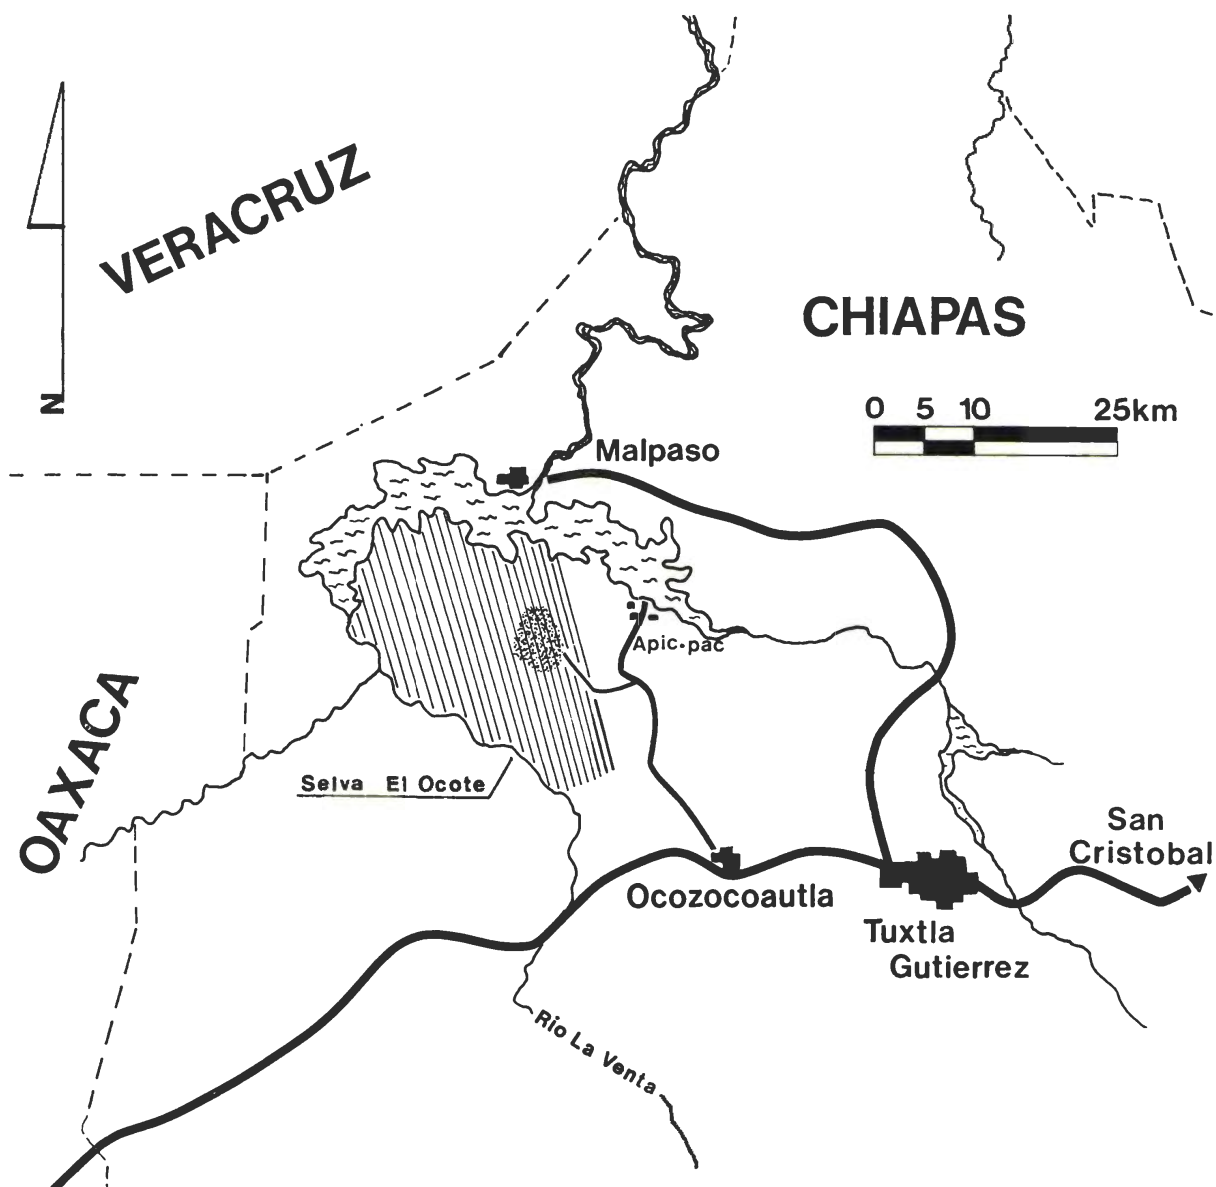 VERACRUZ
N
CHIAPAS
0 5 10 25km
Malpaso
Apic-pac
OAXACA
Selva El Ocote
San
Cristobal
Ocozocoautla
Tuxtla
Gutierrez
Rio La Venta